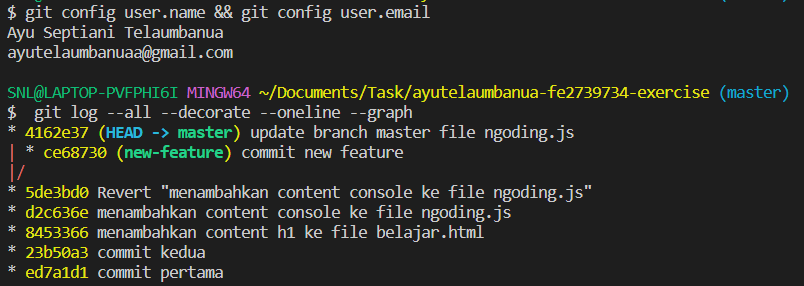 $ git config user.name && git config user.email
Ayu Septiani Telaumbanua
ayutelaumbanuaa@gmail.com
SNL@LAPTOP-PVFPHI6I MINGW64 ~/Documents/Task/ayutelaumbanua-fe2739734-exercise (master)
$  git log --all --decorate --oneline --graph
* 4162e37 (HEAD -> master) update branch master file ngoding.js
| * ce68730 (new-feature) commit new feature
|/
* 5de3bd0 Revert "menambahkan content console ke file ngoding.js"
* d2c636e menambahkan content console ke file ngoding.js
* 8453366 menambahkan content h1 ke file belajar.html
* 23b50a3 commit kedua
* ed7a1d1 commit pertama